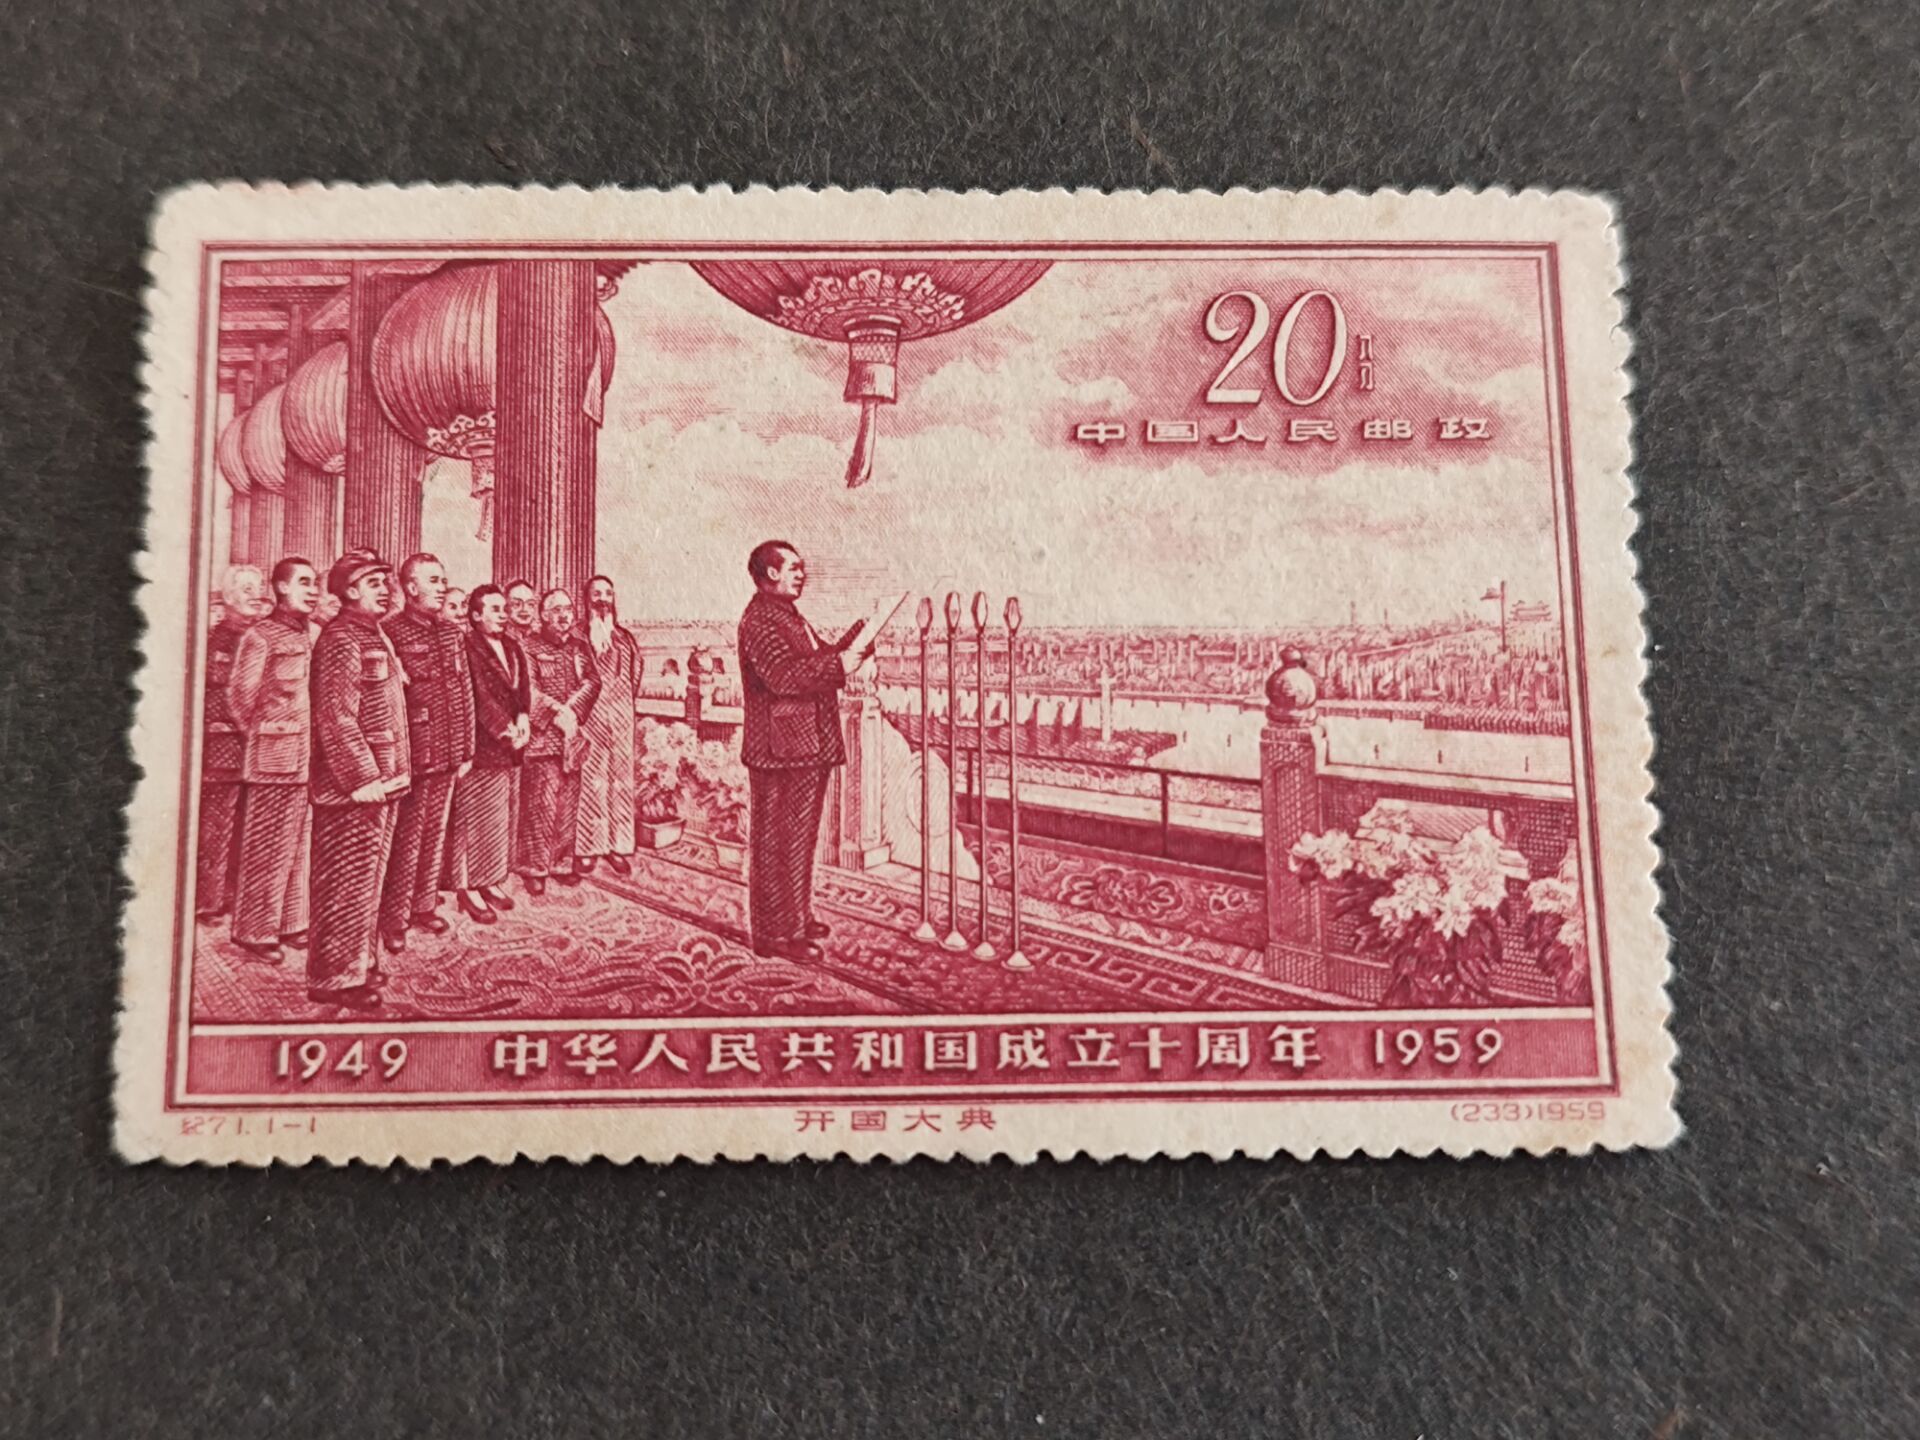 20分
中国人民邮政
1949 中华人民共和国成立十周年 1959
纪71.1-1 开国大典 (233)1959